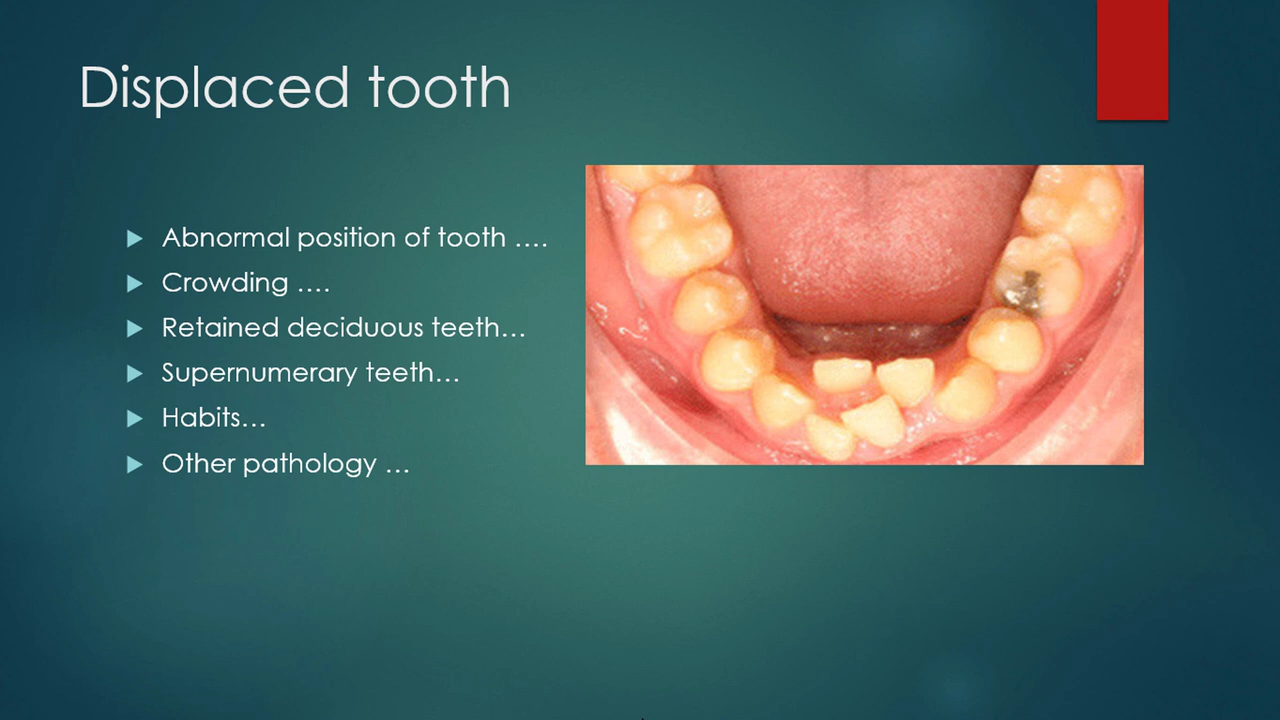 Displaced tooth
Abnormal position of tooth ....
Crowding ....
Retained deciduous teeth...
Supernumerary teeth...
Habits...
Other pathology ...